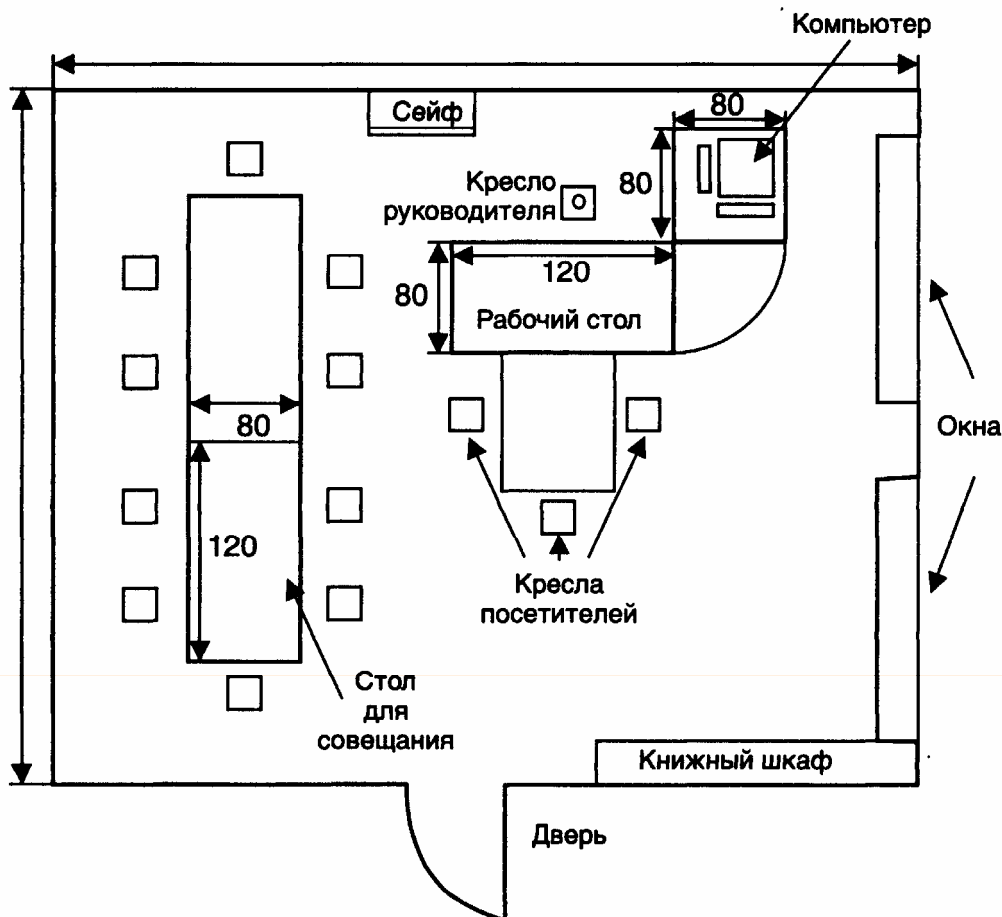 Компьютер
Сейф
80
Кресло
руководителя
80
120
80
Рабочий стол
80
Окна
120
Кресла
посетителей
Стол
для
совещания
Книжный шкаф
Дверь